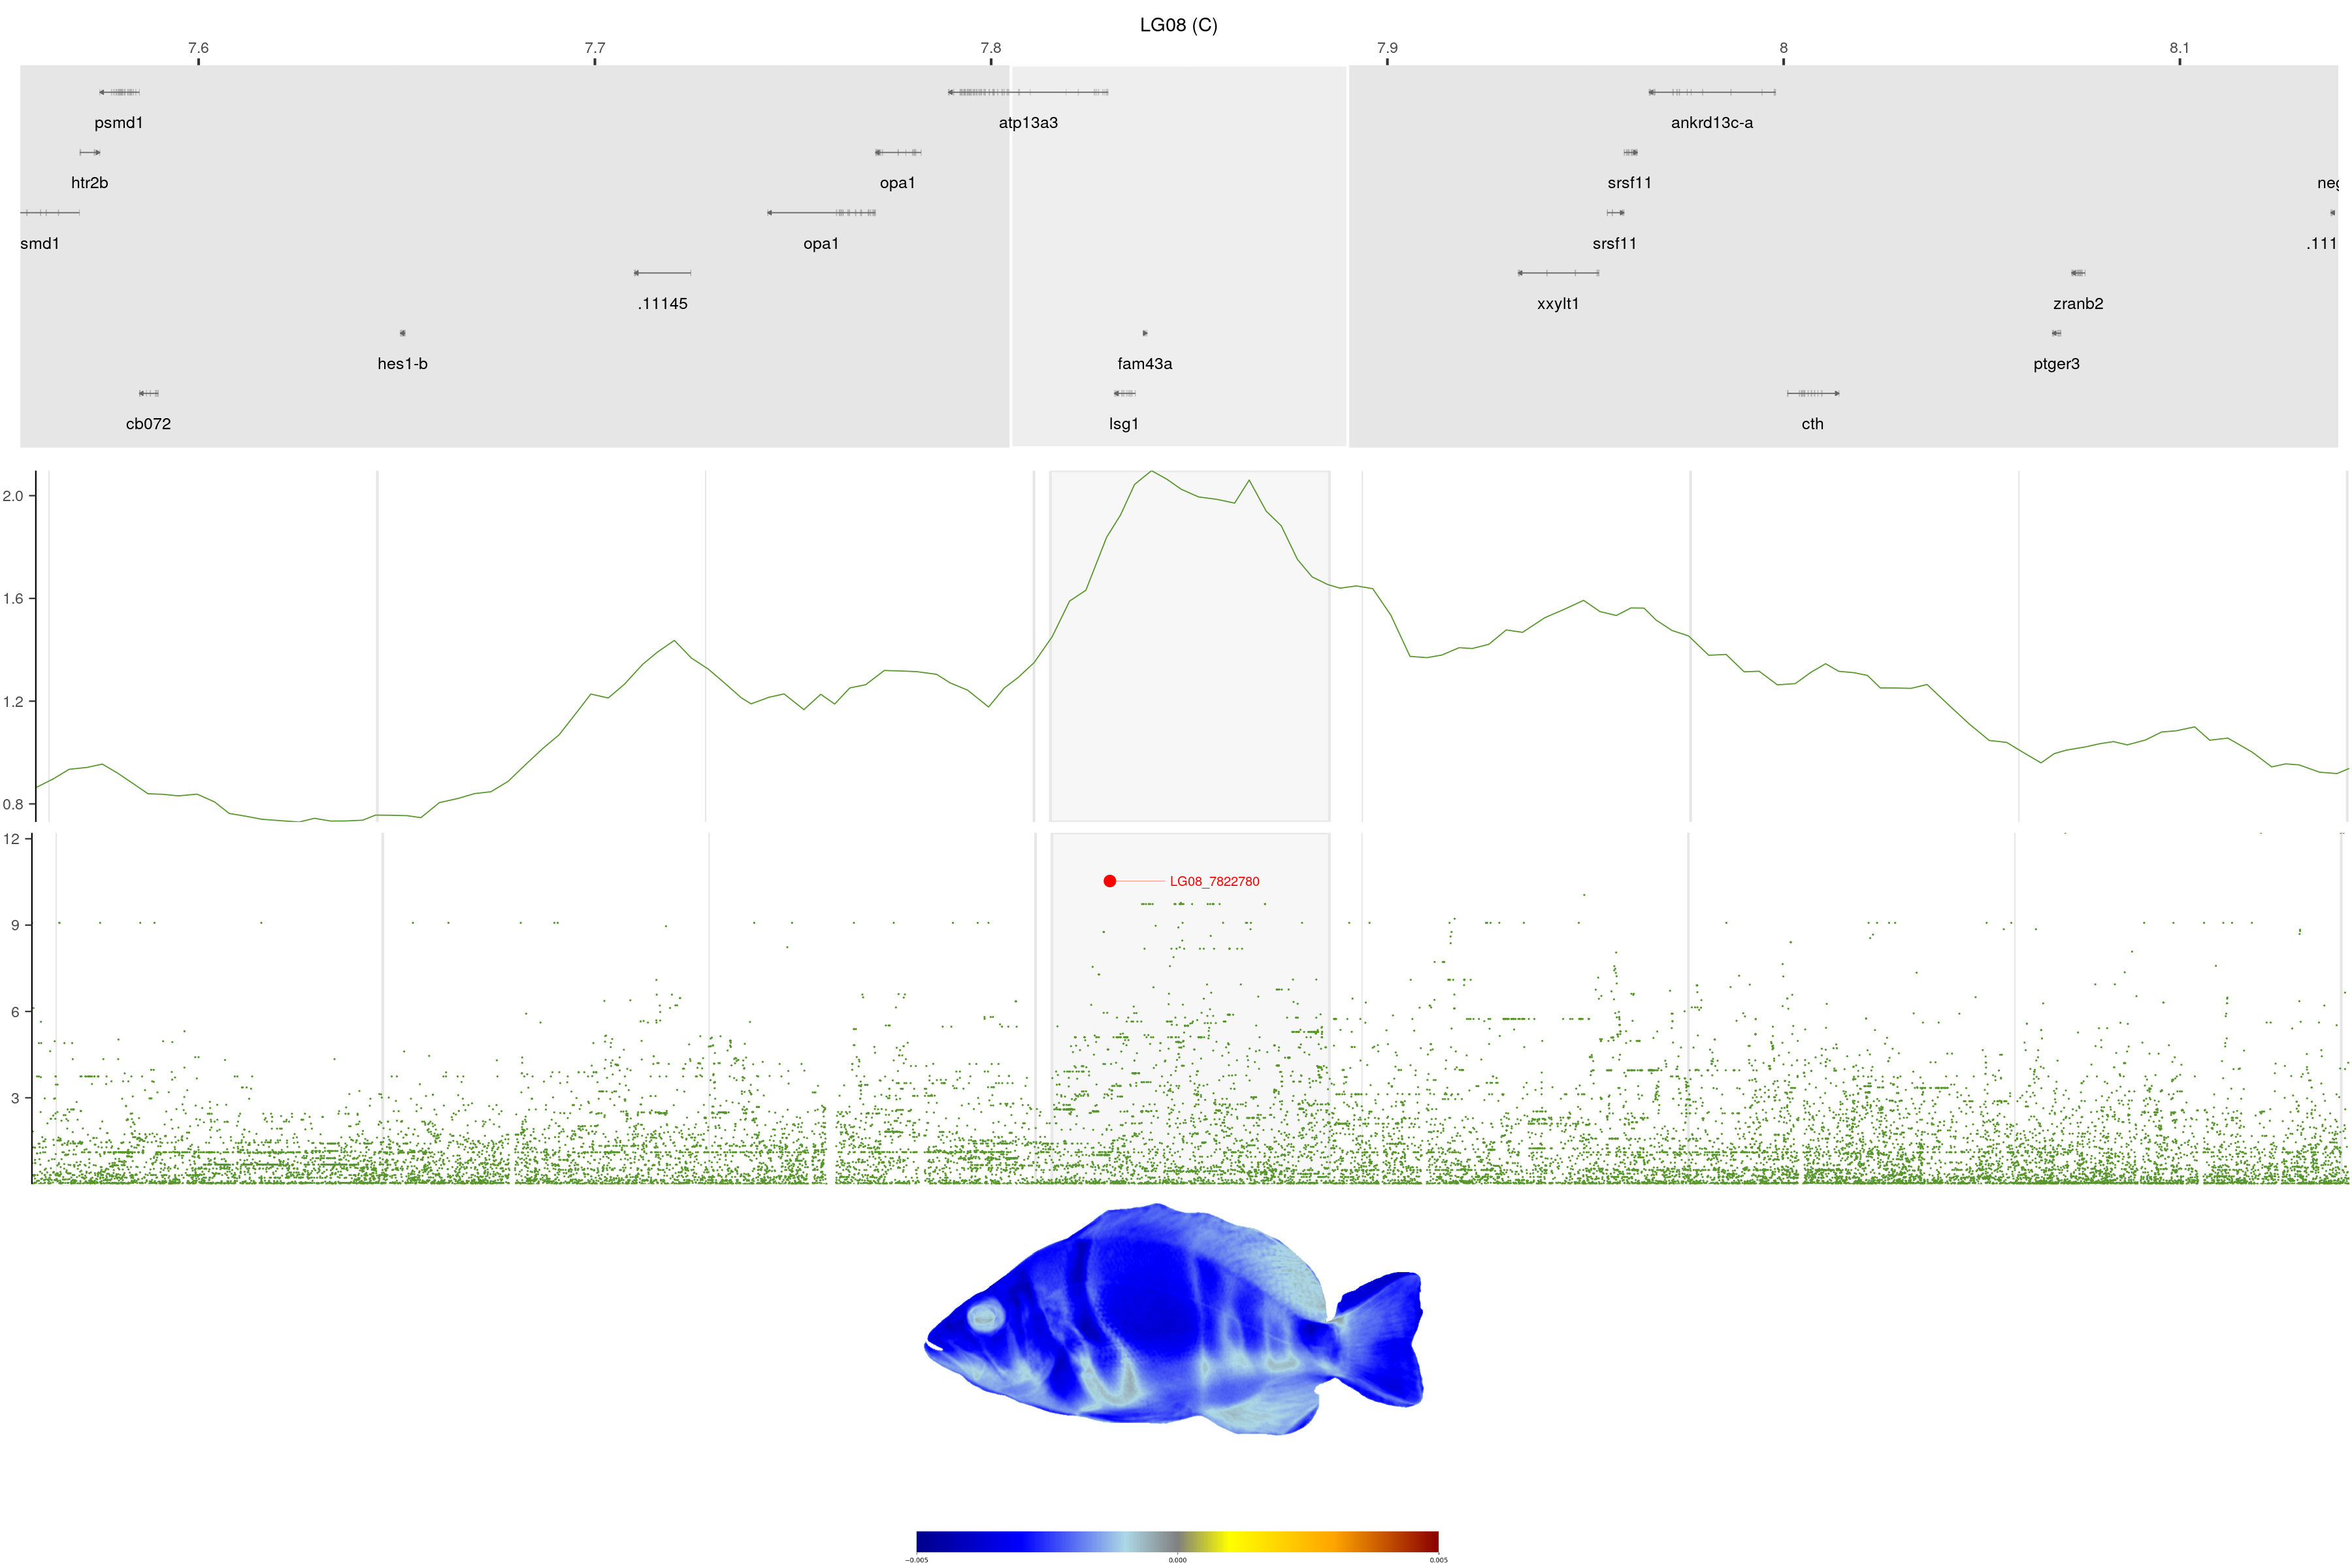 LG08 (C)
7.6 7.7 7.8 7.9 8 8.1
psmd1 atp13a3 ankrd13c-a
htr2b opa1 srsf11 neg
smd1 opa1 srsf11 .111
.11145 xxylt1 zranb2
hes1-b fam43a ptger3
cb072 lsg1 cth
2.0
1.6
1.2
0.8
12
9
6
3
LG08_7822780
−0.005 0.000 0.005